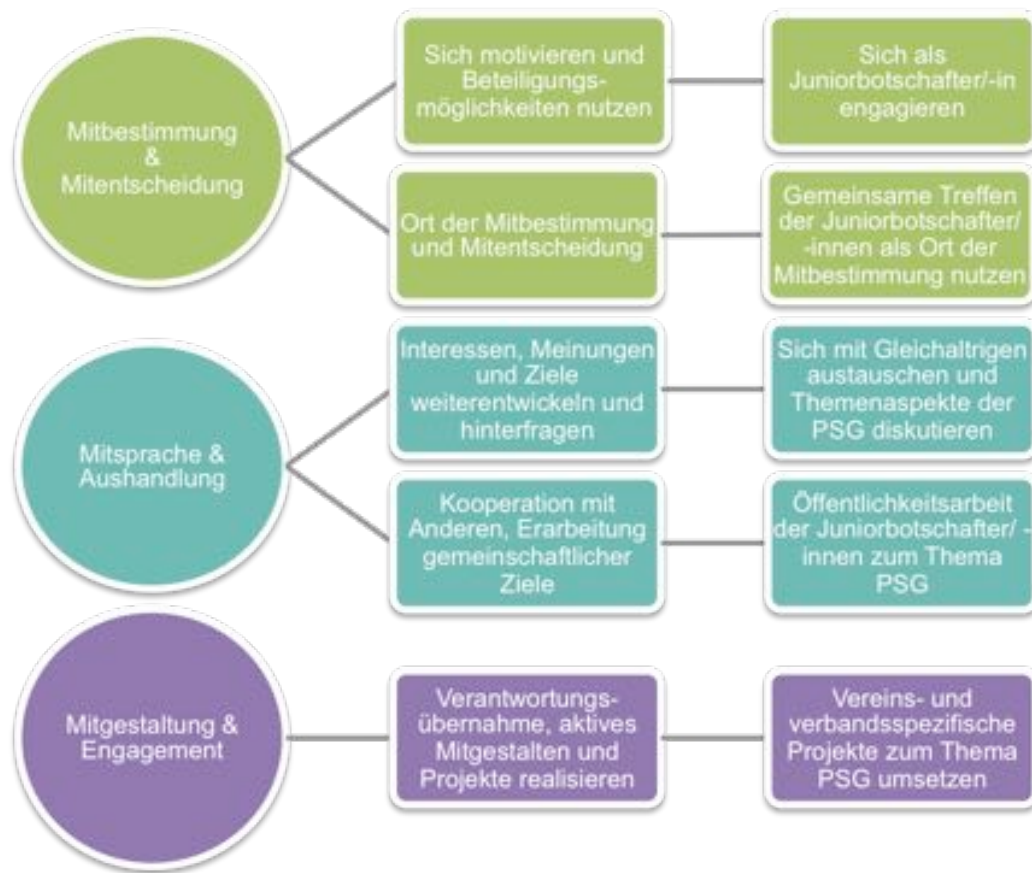 Mitbestimmung
&
Mitentscheidung
Sich motivieren und
Beteiligungs-
möglichkeiten nutzen
Sich als
Juniorbotschafter/-in
engagieren
Ort der Mitbestimmung
und Mitentscheidung
Gemeinsame Treffen
der Juniorbotschafter/
-innen als Ort der
Mitbestimmung nutzen
Mitsprache &
Aushandlung
Interessen, Meinungen
und Ziele
weiterentwickeln und
hinterfragen
Sich mit Gleichaltrigen
austauschen und
Themenaspekte der
PSG diskutieren
Kooperation mit
Anderen, Erarbeitung
gemeinschaftlicher
Ziele
Öffentlichkeitsarbeit
der Juniorbotschafter/ -
innen zum Thema
PSG
Mitgestaltung &
Engagement
Verantwortungs-
übernahme, aktives
Mitgestalten und
Projekte realisieren
Vereins- und
verbandsspezifische
Projekte zum Thema
PSG umsetzen